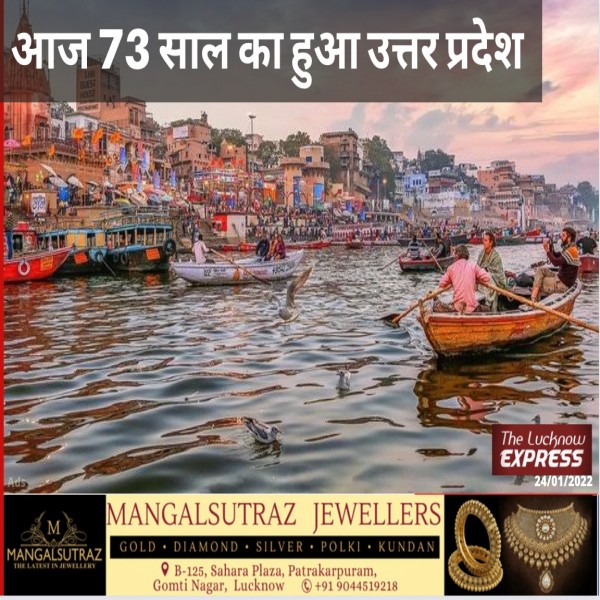 आज 73 साल का हुआ उत्तर प्रदेश
The Lucknow
EXPRESS
24/01/2022
Ads
MANGALSUTRAZ JEWELLERS
GOLD • DIAMOND • SILVER • POLKI • KUNDAN
B-125, Sahara Plaza, Patrakarpuram,
Gomti Nagar, Lucknow +91 9044519218
M
MANGALSUTRAZ
THE LATEST IN JEWELLERY